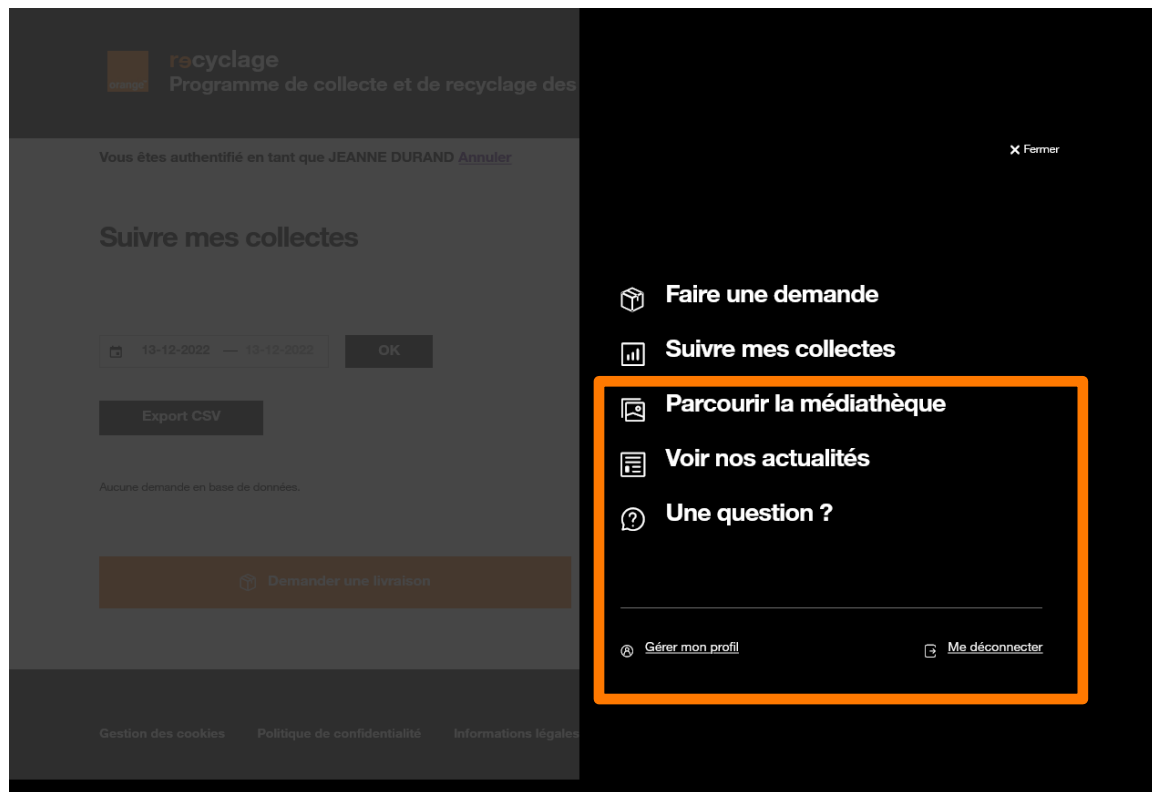 recyclage
orange
Programme de collecte et de recyclage des
Vous êtes authentifié en tant que JEANNE DURAND Annuler
Suivre mes collectes
13-12-2022 — 13-12-2022 OK
Export CSV
Aucune demande en base de données.
Demander une livraison
Gestion des cookies Politique de confidentialité Informations légales
Fermer
Faire une demande
Suivre mes collectes
Parcourir la médiathèque
Voir nos actualités
Une question ?
Gérer mon profil Me déconnecter